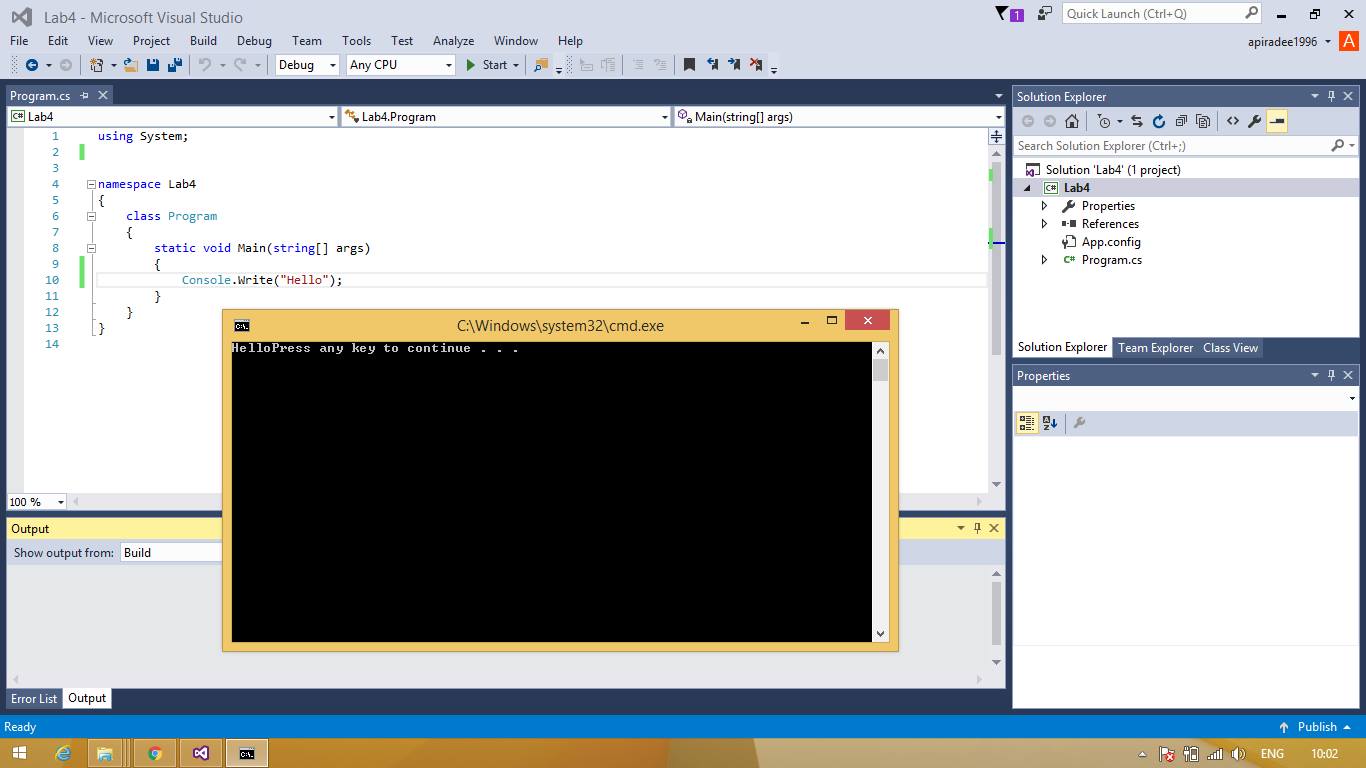 Lab4 - Microsoft Visual Studio
1
Quick Launch (Ctrl+Q)
File Edit View Project Build Debug Team Tools Test Analyze Window Help
apiradee1996 A
Debug Any CPU Start
Program.cs
C# Lab4 Lab4.Program Main(string[] args)
1 using System;
2
3
4 namespace Lab4
5 {
6 class Program
7 {
8 static void Main(string[] args)
9 {
10 Console.Write("Hello");
11 }
12 }
13 }
14
C:\Windows\system32\cmd.exe
HelloPress any key to continue . . .
100 %
Output
Show output from: Build
Error List Output
Solution Explorer
Search Solution Explorer (Ctrl+;)
Solution 'Lab4' (1 project)
C# Lab4
Properties
References
App.config
C# Program.cs
Solution Explorer Team Explorer Class View
Properties
Ready
Publish
ENG 10:02